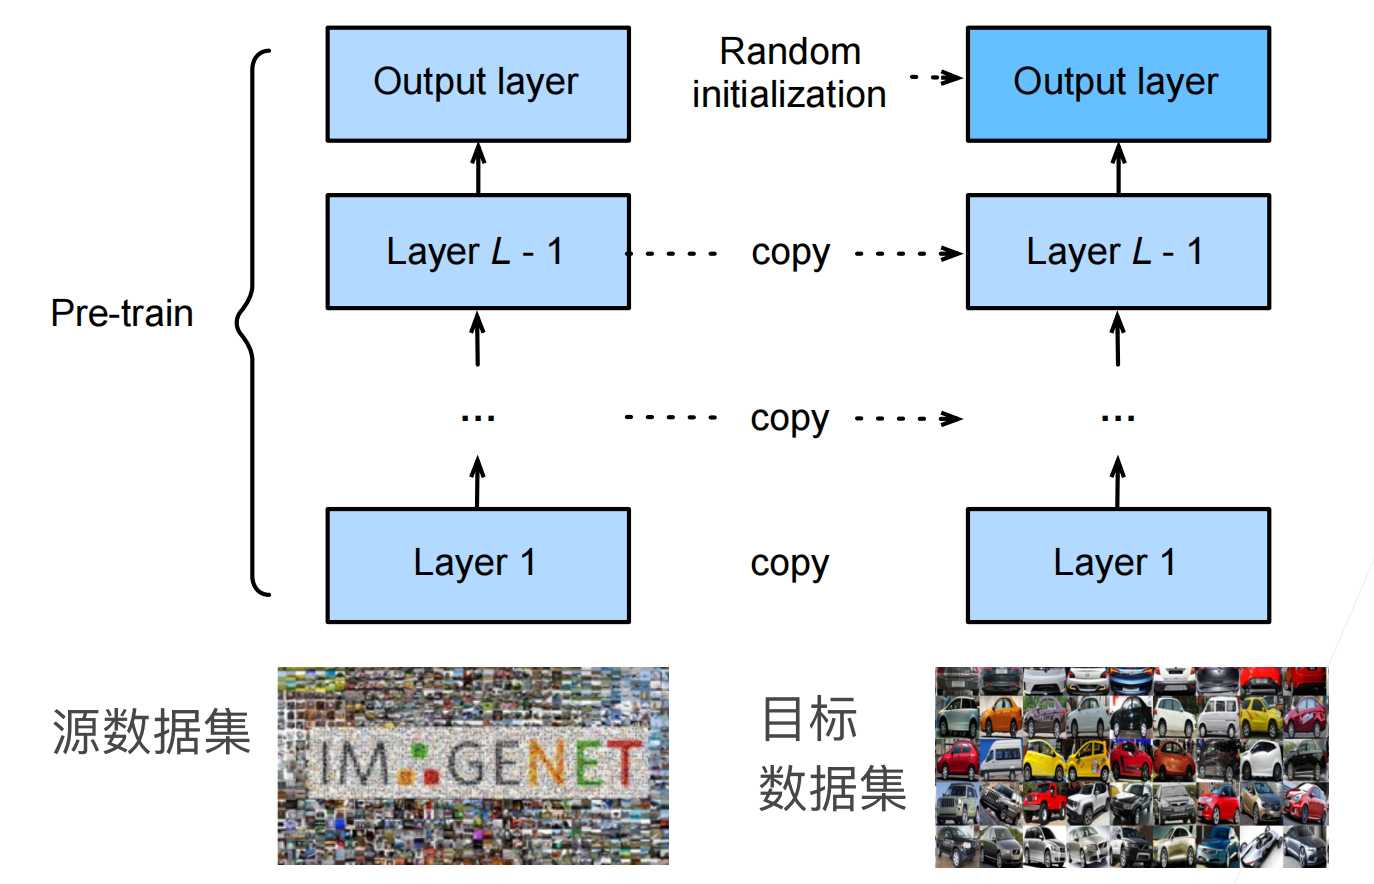 Output layer
Random
initialization
Output layer
Layer L - 1
copy
Layer L - 1
Pre-train
...
copy
...
Layer 1
copy
Layer 1
源数据集
IM GENET
目标
数据集